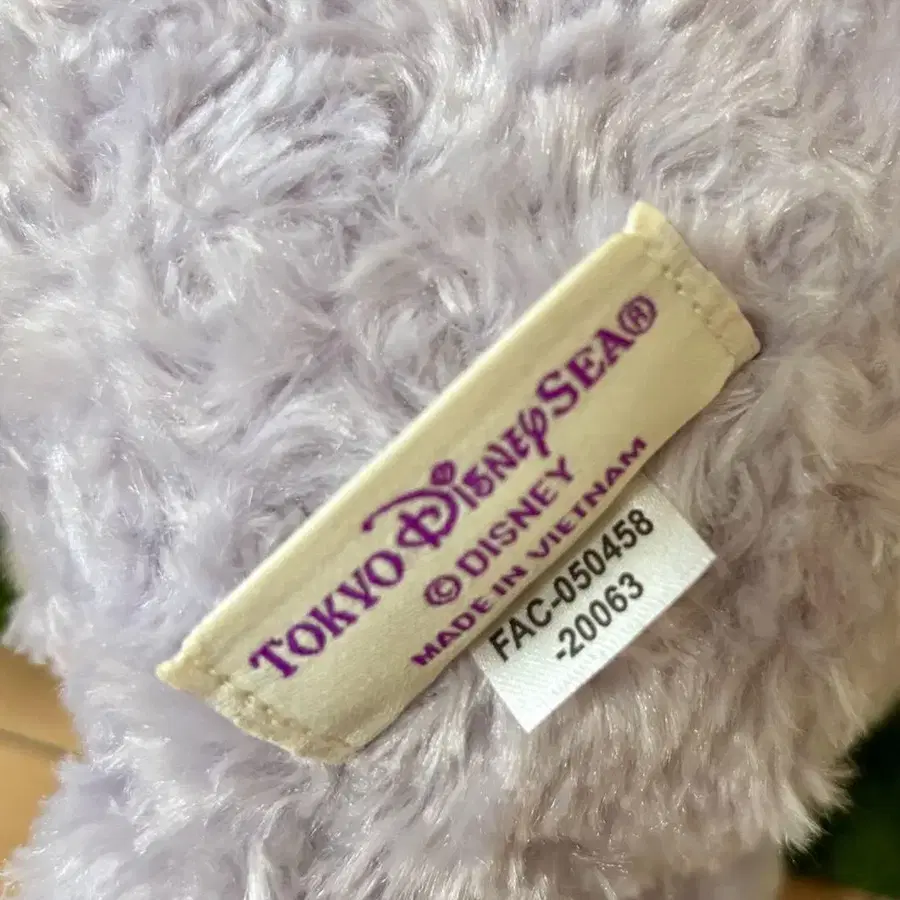 TOKYO DISNEYSEA®
© DISNEY
MADE IN VIETNAM
FAC-050458
-20063